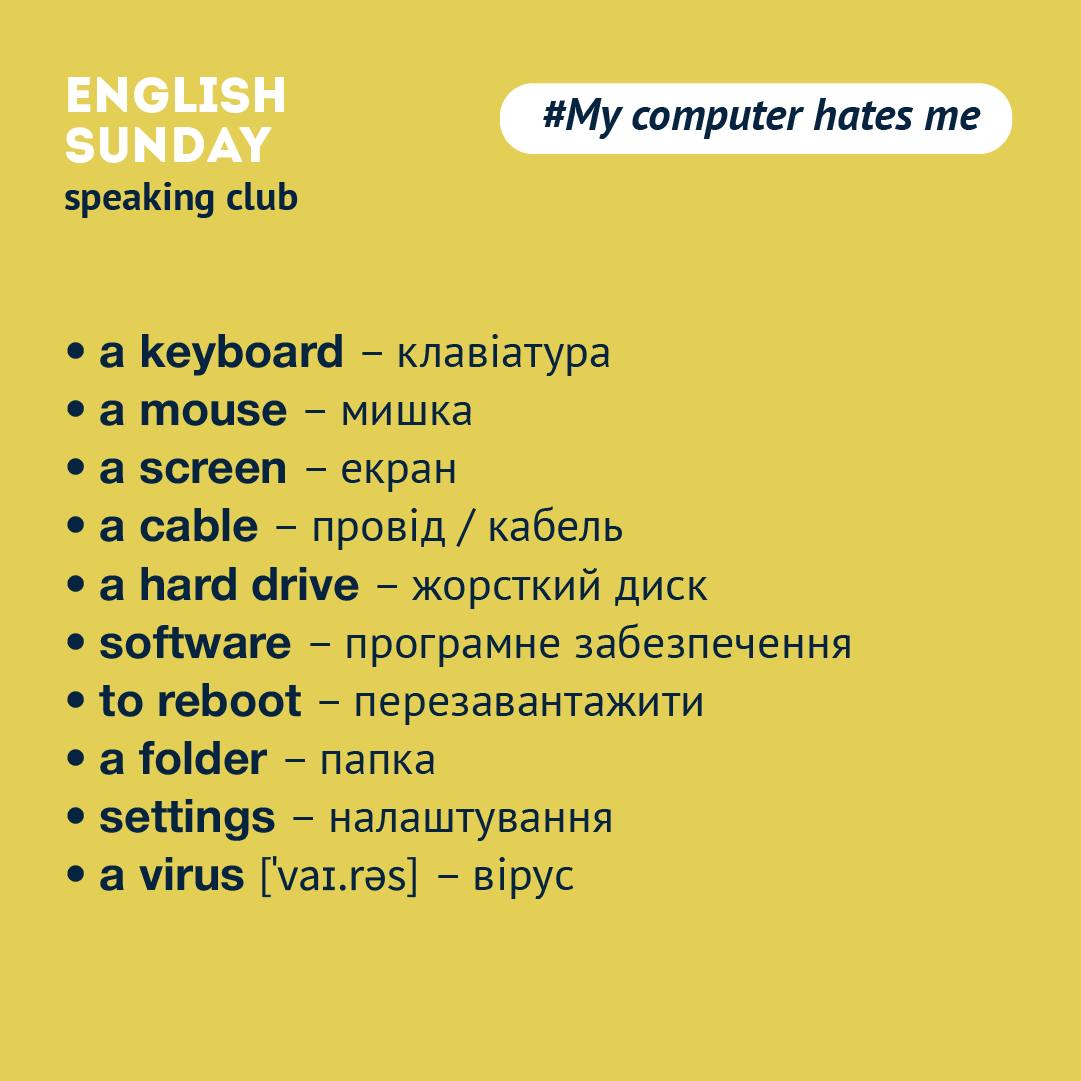 ENGLISH
SUNDAY
speaking club
#My computer hates me
• a keyboard – клавіатура
• a mouse – мишка
• a screen – екран
• a cable – провід / кабель
• a hard drive – жорсткий диск
• software – програмне забезпечення
• to reboot – перезавантажити
• a folder – папка
• settings – налаштування
• a virus [ˈvaɪ.rəs] – вірус